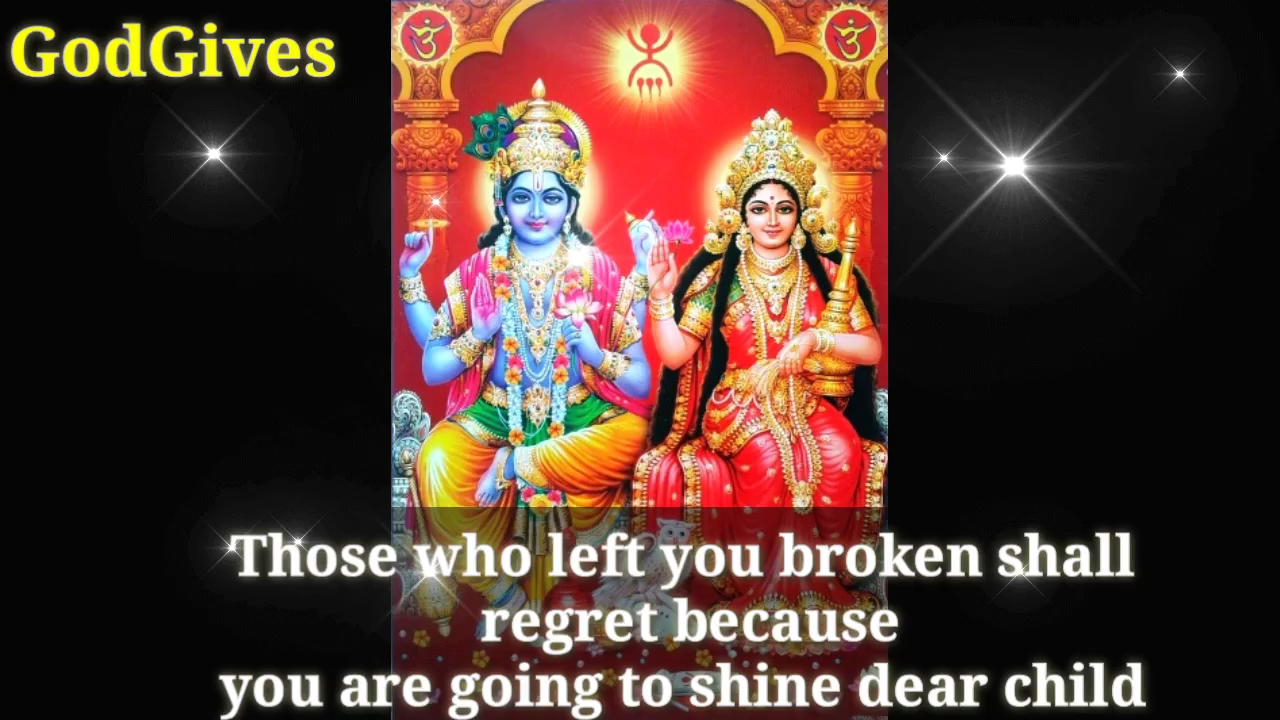 GodGives
ॐ ॐ
Those who left you broken shall
regret because
you are going to shine dear child